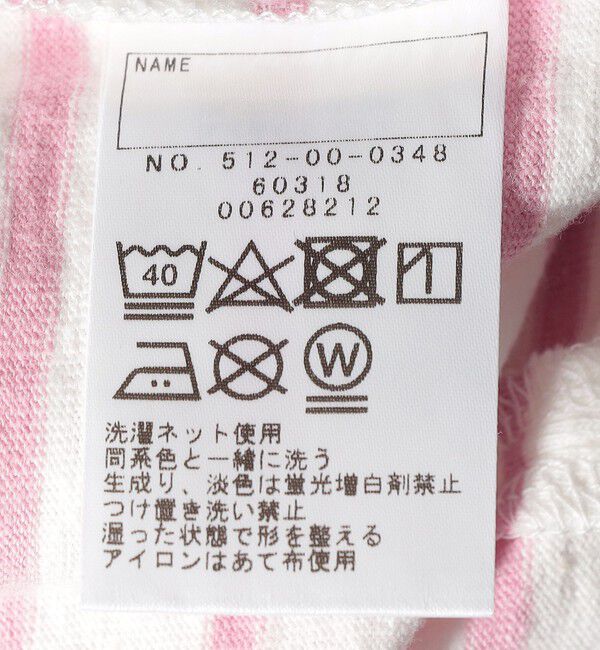 NAME
NO. 512-00-0348
60318
00628212
40
W
洗濯ネット使用
同系色と一緒に洗う
生成り、淡色は蛍光増白剤禁止
つけ置き洗い禁止
湿った状態で形を整える
アイロンはあて布使用